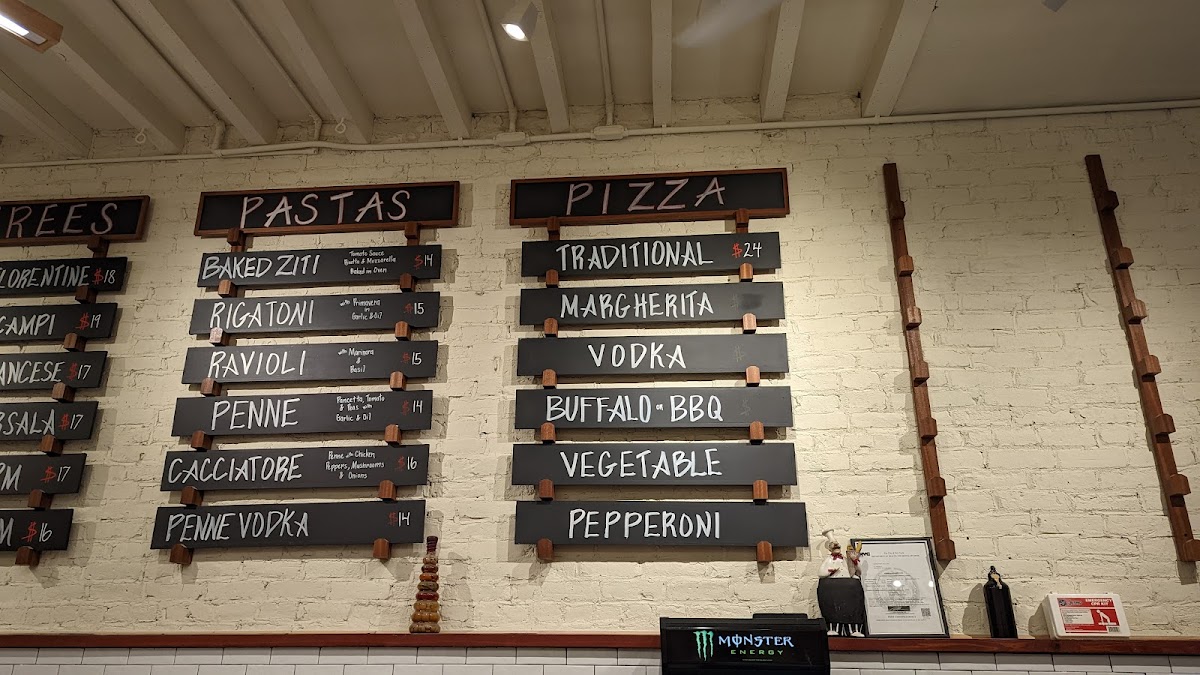 REES
LORENTINE $18
CAMPI $19
ANCESE $17
RSALA $17
M $17
M $16
PASTAS
BAKED ZITI Tomato Sauce $14
Ricotta & Mozzarella
Baked in Oven
RIGATONI with Primavera $15
in
Garlic & Oil
RAVIOLI with Marinara $15
&
Basil
PENNE Pancetta, Tomato $14
& Peas with
Garlic & Oil
CACCIATORE Penne with Chicken $16
Peppers, Mushrooms
& Onions
PENNE VODKA $14
PIZZA
TRADITIONAL $24
MARGHERITA
VODKA
BUFFALO or BBQ
VEGETABLE
PEPPERONI
MONSTER
ENERGY
EMERGENCY
CPR KIT